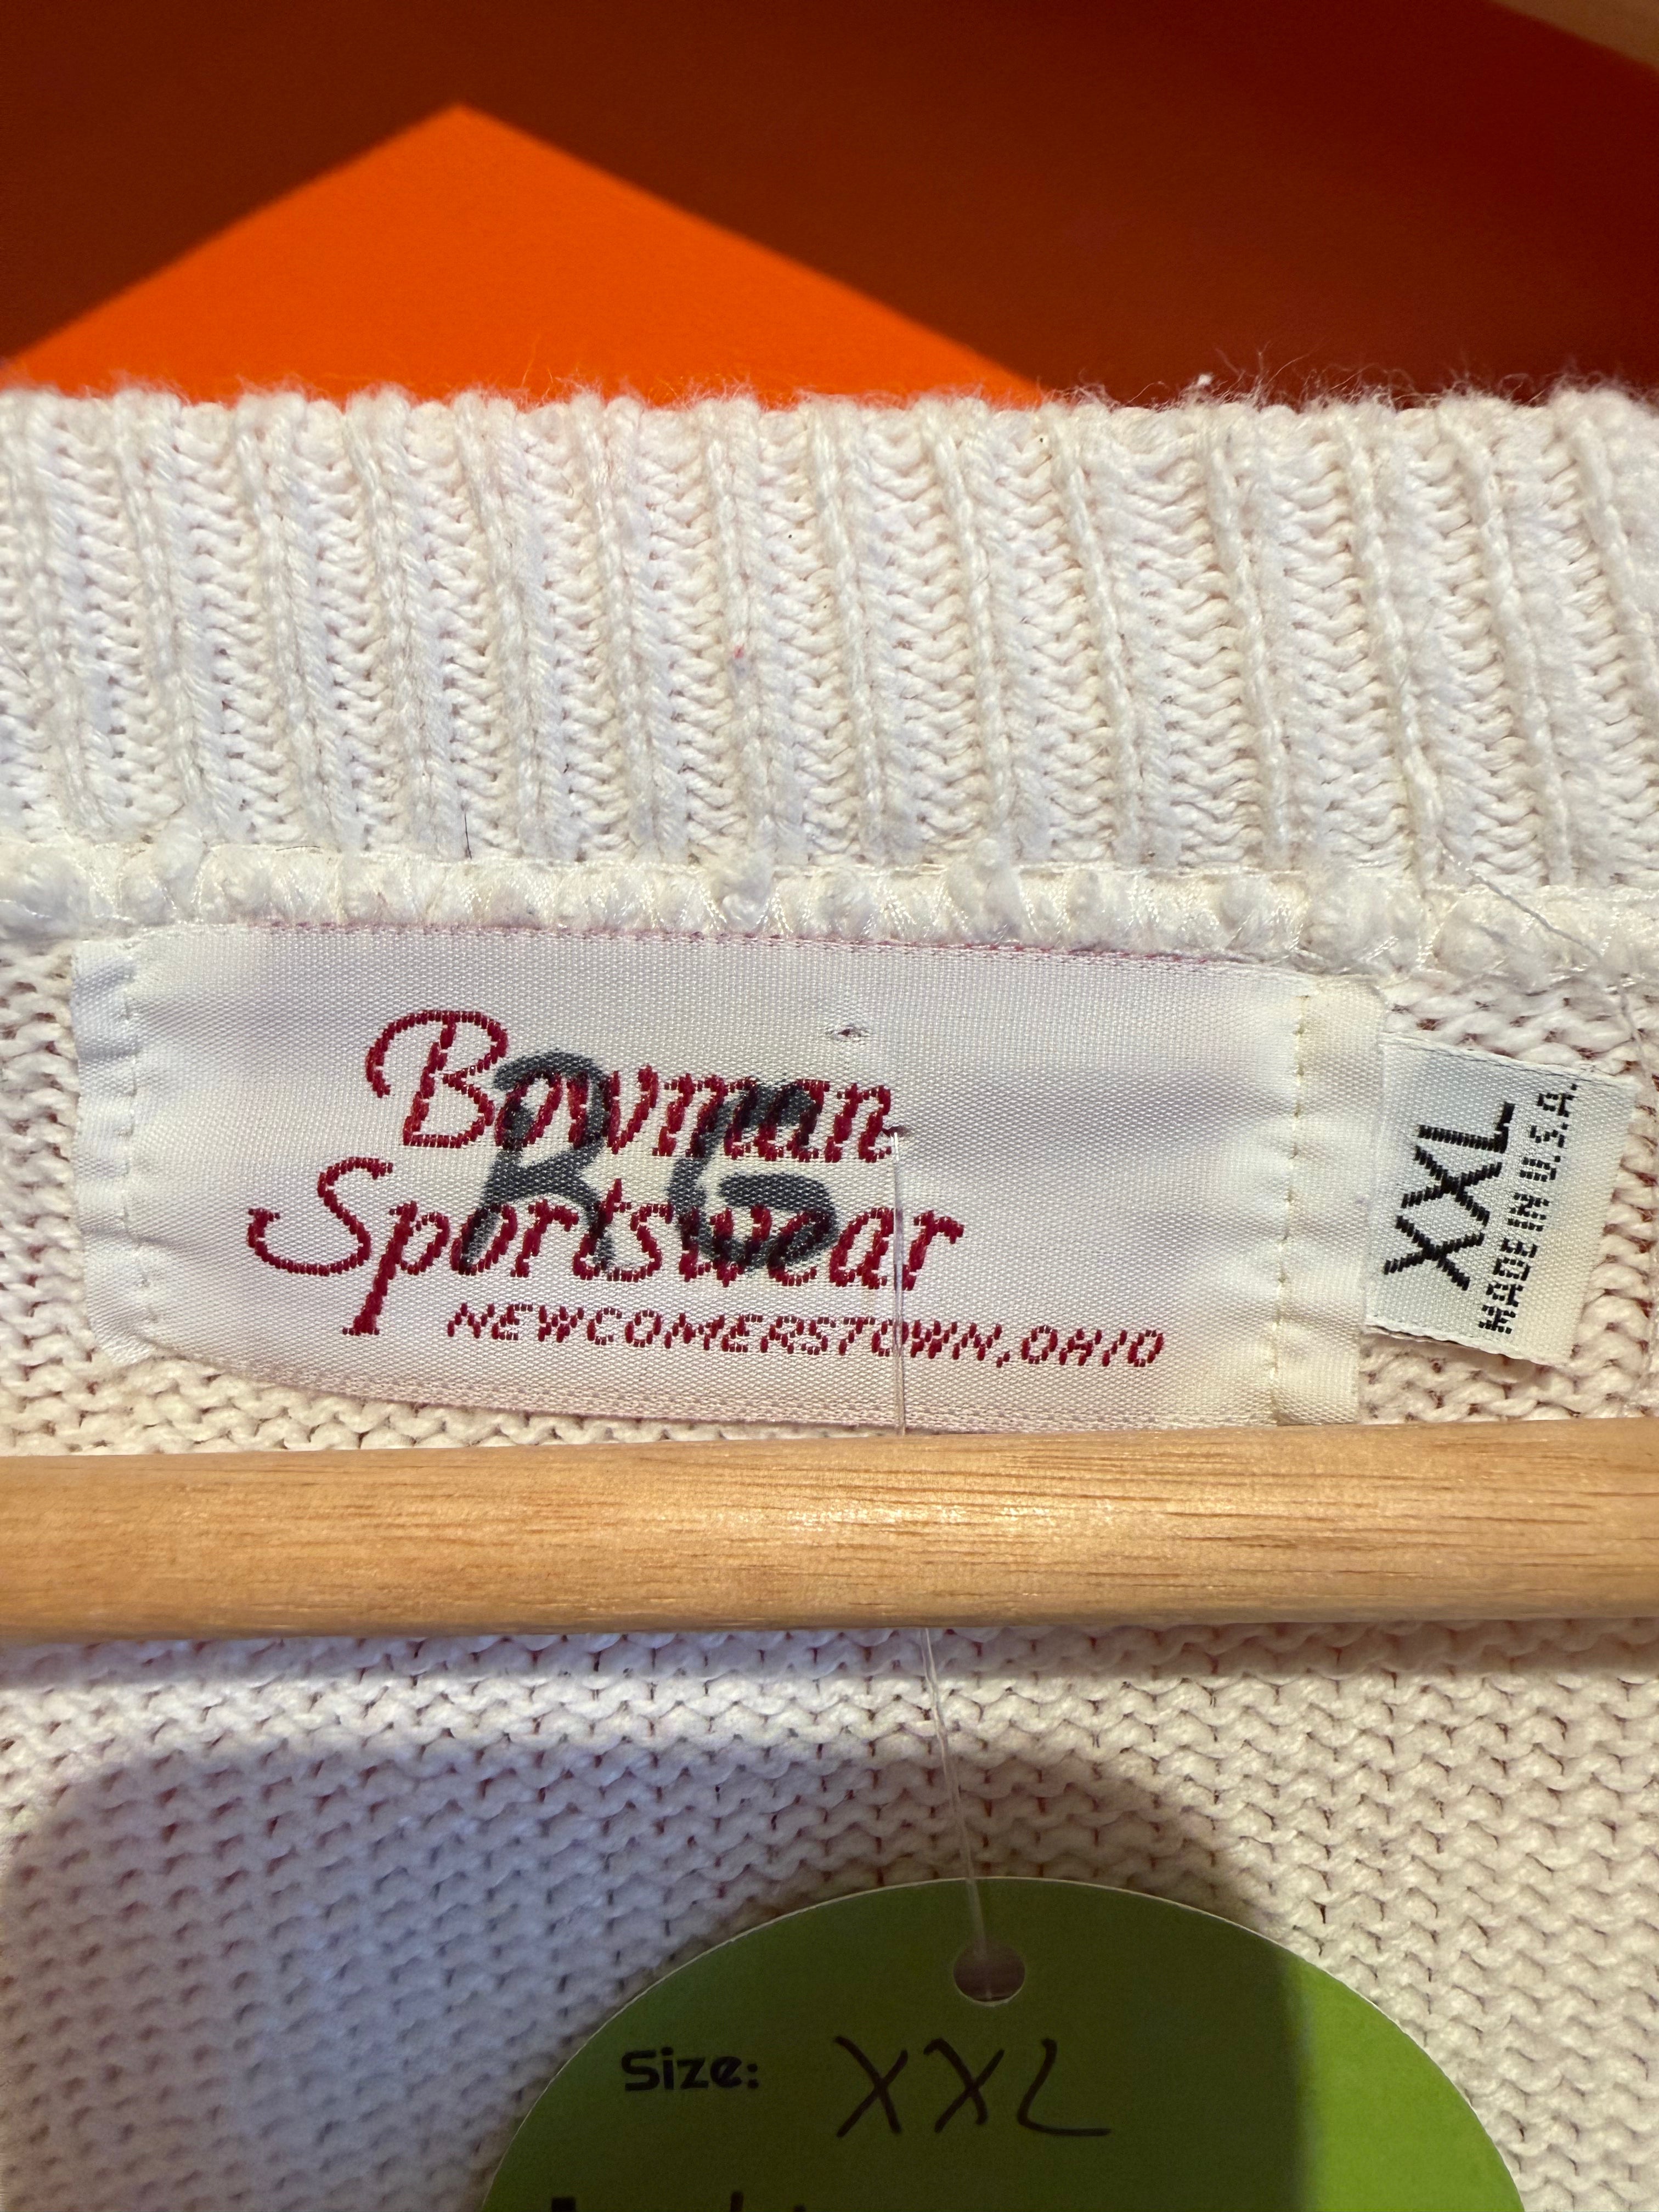 Bowman
Sportswear
NEWCOMERSTOWN, OHIO
RG
XXL
MADE IN U.S.A.
Size: XXL